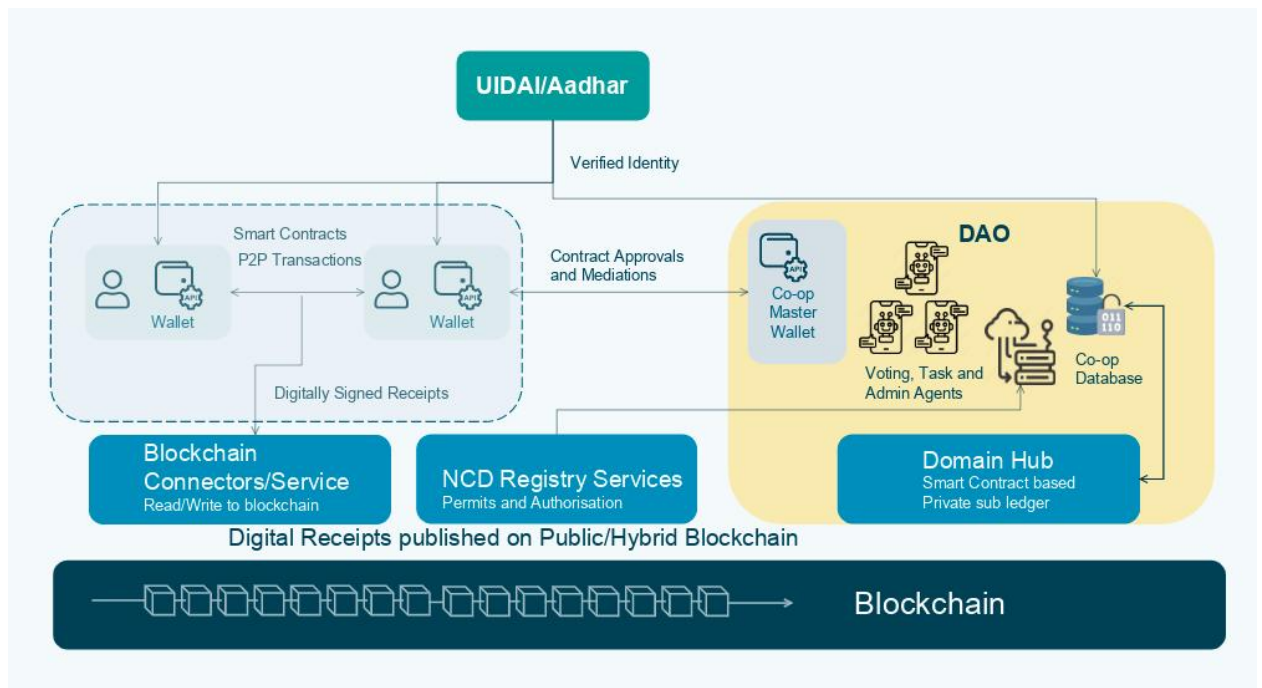 UIDAI/Aadhar
Verified Identity
Smart Contracts
P2P Transactions
Wallet
Wallet
Contract Approvals
and Mediations
DAO
API
API
API
Co-op
Master
Wallet
Voting, Task and
Admin Agents
011
110
Co-op
Database
Digitally Signed Receipts
Blockchain
Connectors/Service
Read/Write to blockchain
NCD Registry Services
Permits and Authorisation
Domain Hub
Smart Contract based
Private sub ledger
Digital Receipts published on Public/Hybrid Blockchain
Blockchain